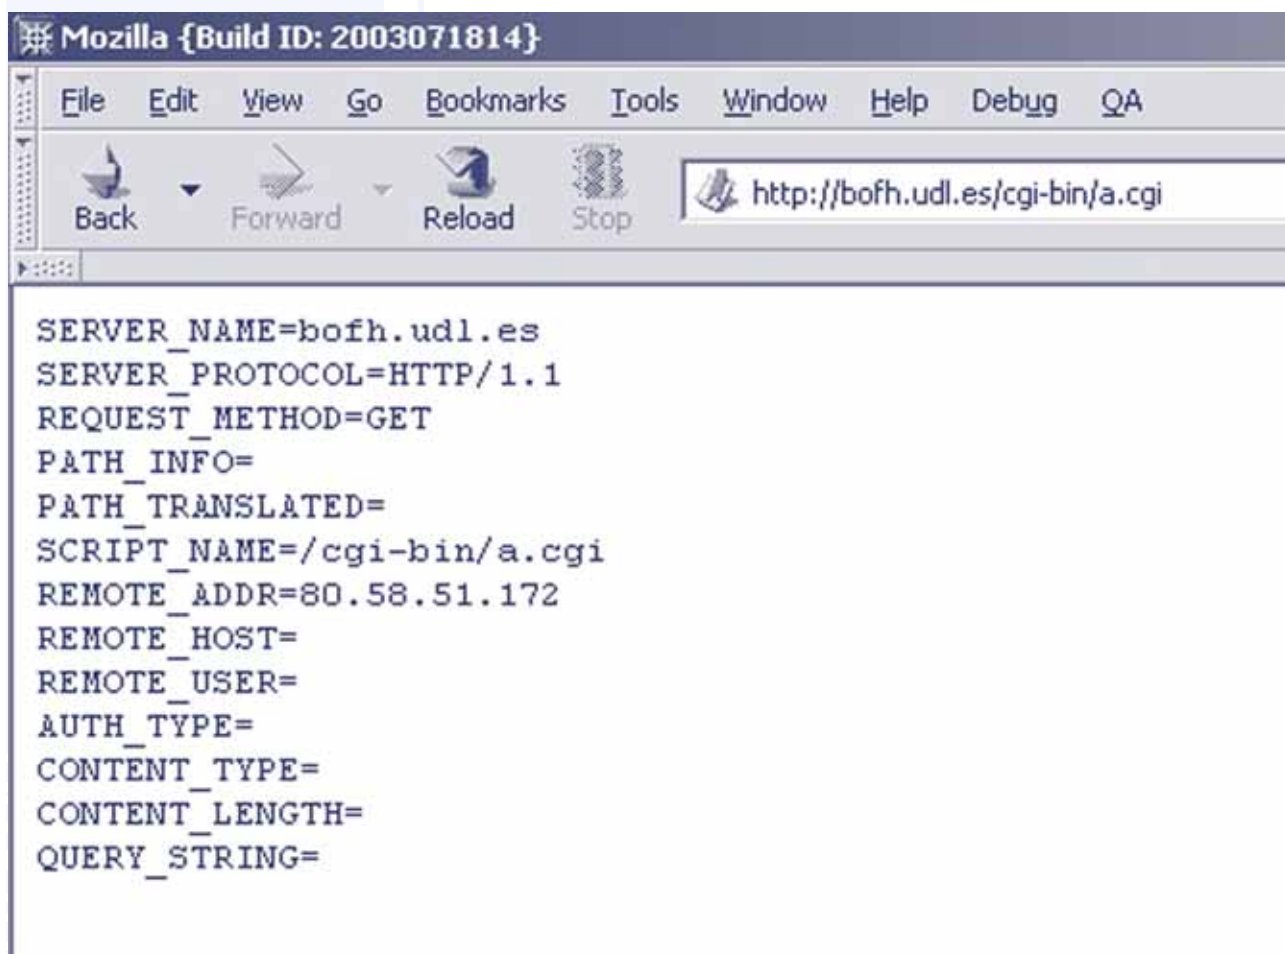 Mozilla {Build ID: 2003071814}
File Edit View Go Bookmarks Tools Window Help Debug QA
Back Forward Reload Stop http://bofh.udl.es/cgi-bin/a.cgi
SERVER_NAME=bofh.udl.es
SERVER_PROTOCOL=HTTP/1.1
REQUEST_METHOD=GET
PATH_INFO=
PATH_TRANSLATED=
SCRIPT_NAME=/cgi-bin/a.cgi
REMOTE_ADDR=80.58.51.172
REMOTE_HOST=
REMOTE_USER=
AUTH_TYPE=
CONTENT_TYPE=
CONTENT_LENGTH=
QUERY_STRING=